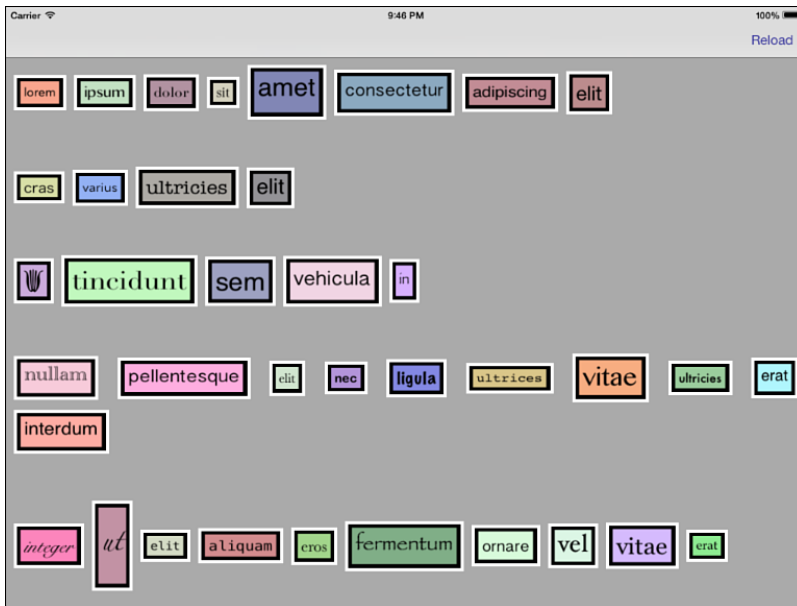 Carrier 9:46 PM 100%
Reload
lorem ipsum dolor sit amet consectetur adipiscing elit
cras varius ultricies elit
tincidunt sem vehicula in
nullam pellentesque elit nec ligula ultrices vitae ultricies erat
interdum
integer ut elit aliquam eros fermentum ornare vel vitae erat